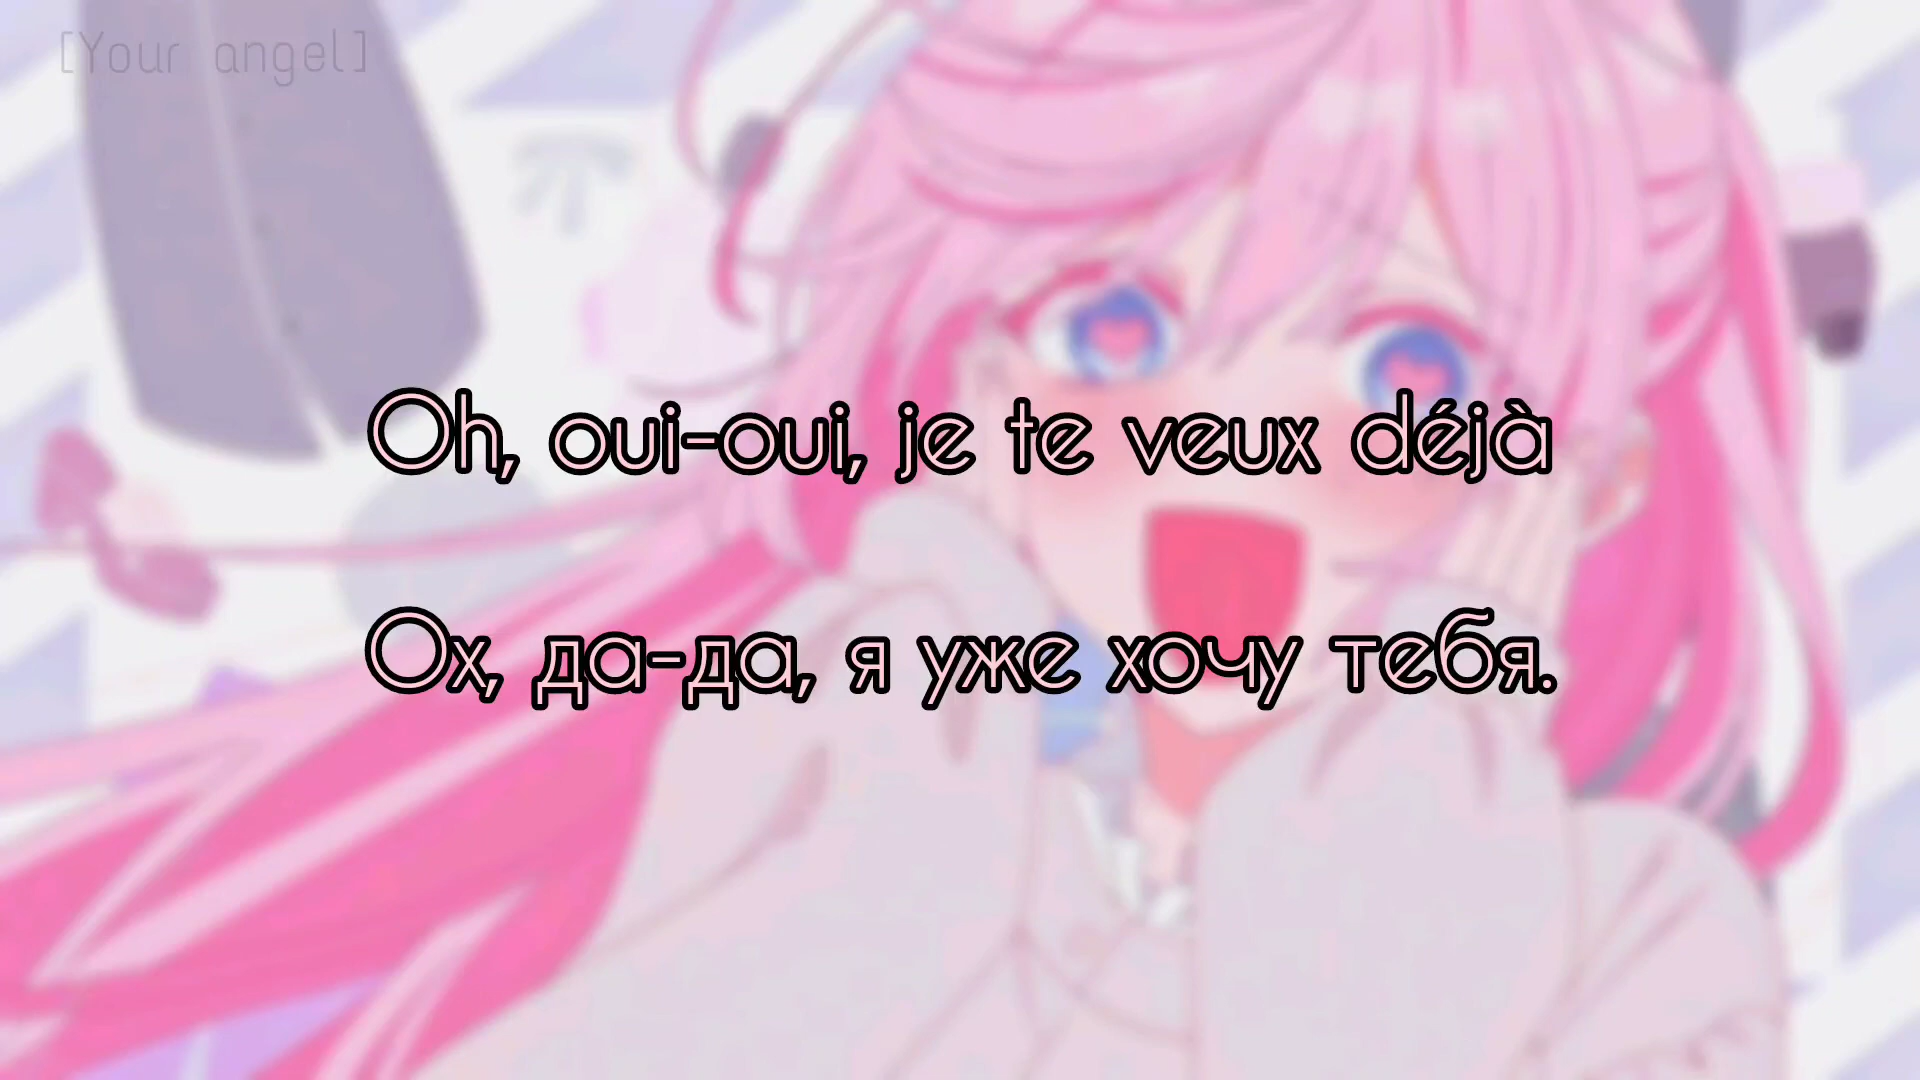 [Your angel]
Oh, oui-oui, je te veux déjà
Ох, да-да, я уже хочу тебя.